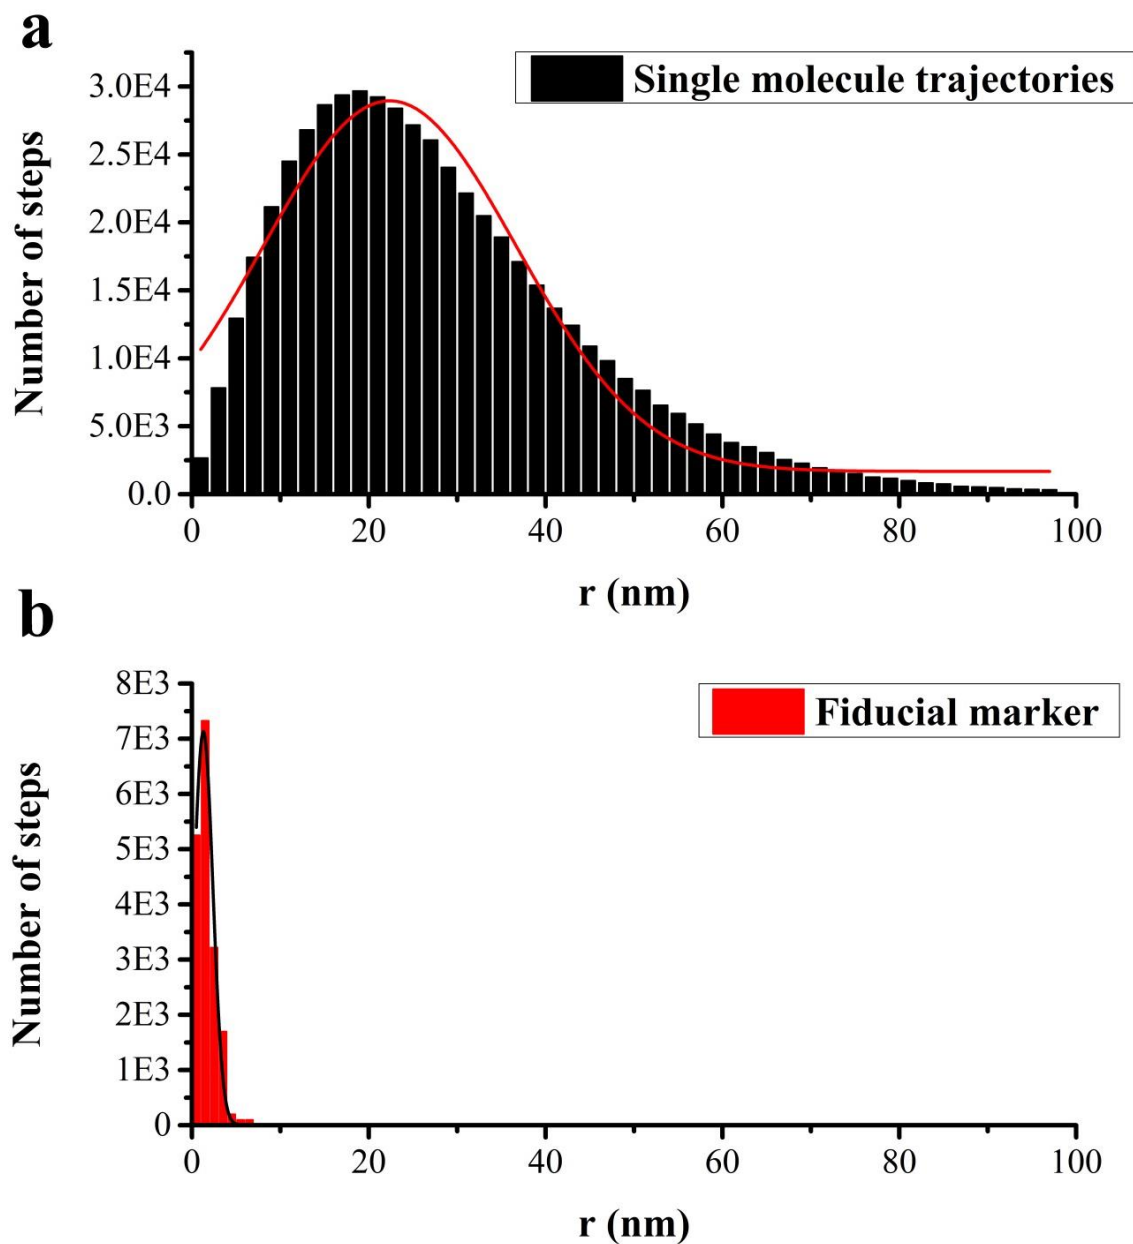 a
Single molecule trajectories
Number of steps
3.0E4
2.5E4
2.0E4
1.5E4
1.0E4
5.0E3
0.0
0 20 40 60 80 100
r (nm)
b
Fiducial marker
Number of steps
8E3
7E3
6E3
5E3
4E3
3E3
2E3
1E3
0
0 20 40 60 80 100
r (nm)